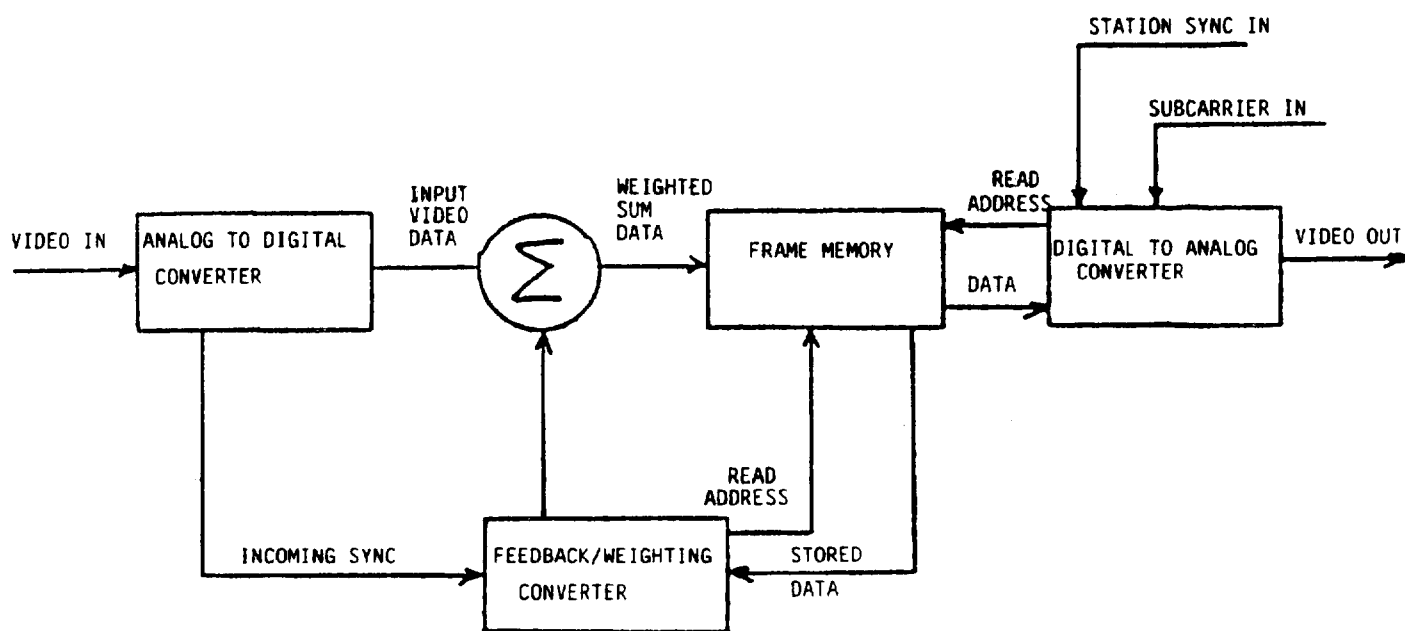 STATION SYNC IN
SUBCARRIER IN
INPUT
VIDEO
DATA
WEIGHTED
SUM
DATA
READ
ADDRESS
VIDEO IN
ANALOG TO DIGITAL
CONVERTER
Σ
FRAME MEMORY
DIGITAL TO ANALOG
CONVERTER
VIDEO OUT
DATA
READ
ADDRESS
INCOMING SYNC
FEEDBACK/WEIGHTING
CONVERTER
STORED
DATA